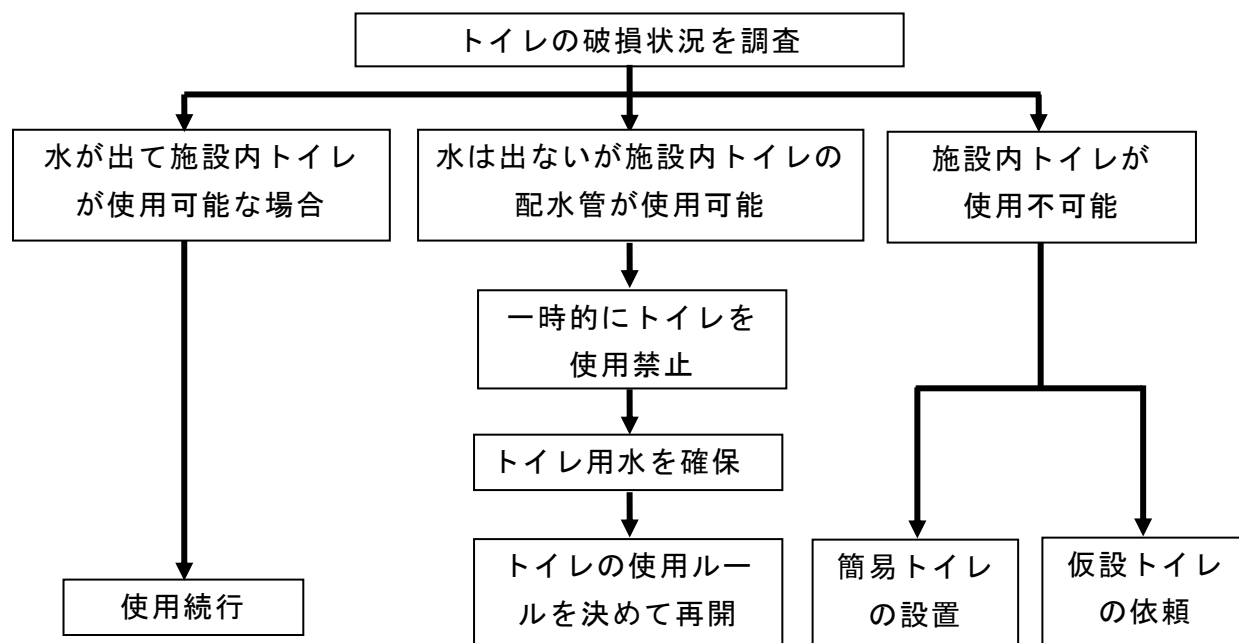 トイレの破損状況を調査
水が出て施設内トイレ
が使用可能な場合
水は出ないが施設内トイレの
配水管が使用可能
施設内トイレが
使用不可能
一時的にトイレを
使用禁止
トイレ用水を確保
トイレの使用ルー
ルを決めて再開
簡易トイレ
の設置
仮設トイレ
の依頼
使用続行